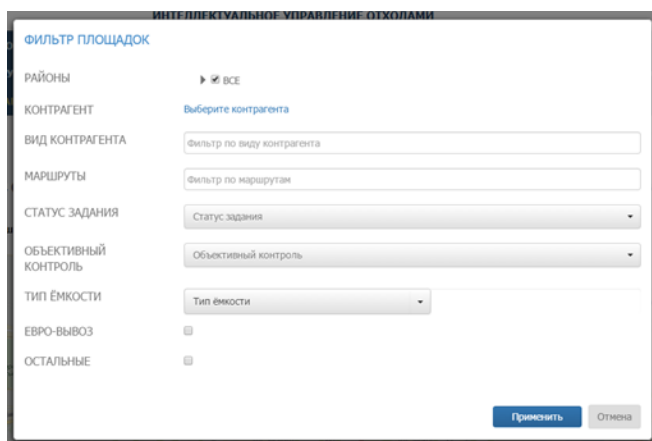 ИНТЕЛЛЕКТУАЛЬНОЕ УПРАВЛЕНИЕ ОТХОДАМИ
ФИЛЬТР ПЛОЩАДОК
РАЙОНЫ ВСЕ
КОНТРАГЕНТ Выберите контрагента
ВИД КОНТРАГЕНТА Фильтр по виду контрагента
МАРШРУТЫ Фильтр по маршрутам
СТАТУС ЗАДАНИЯ Статус задания
ОБЪЕКТИВНЫЙ Объективный контроль
КОНТРОЛЬ
ТИП ЁМКОСТИ Тип ёмкости
ЕВРО-ВЫВОЗ
ОСТАЛЬНЫЕ
Применить Отмена